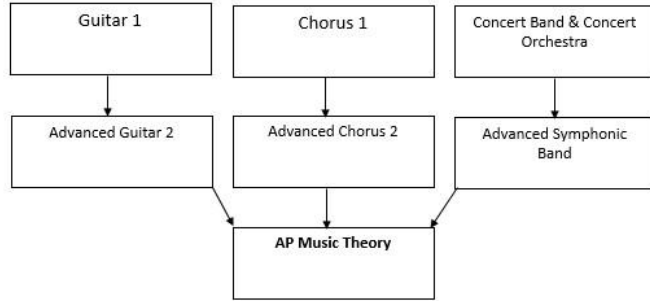 Guitar 1
Chorus 1
Concert Band & Concert
Orchestra
Advanced Guitar 2
Advanced Chorus 2
Advanced Symphonic
Band
AP Music Theory